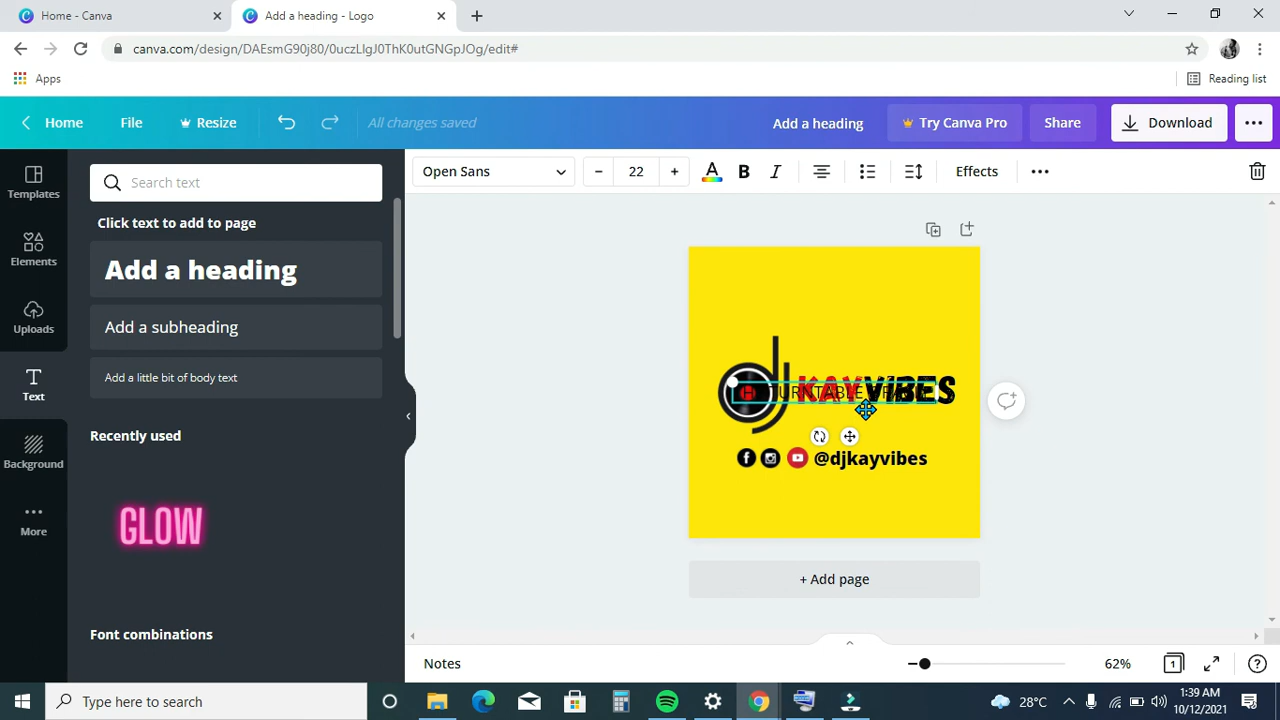 Home - Canva
Add a heading - Logo
canva.com/design/DAEsmG90j80/0uczLIgJ0ThK0utGNGpJOg/edit#
Apps
Reading list
Home
File
Resize
All changes saved
Add a heading
Try Canva Pro
Share
Download
Templates
Elements
Uploads
Text
Background
More
Search text
Click text to add to page
Add a heading
Add a subheading
Add a little bit of body text
Recently used
GLOW
Font combinations
Open Sans
22
A
B
I
Effects
dj
KAYVIBES
TURNTABLE
@djkayvibes
+ Add page
Notes
62%
1
Type here to search
28°C
1:39 AM
10/12/2021